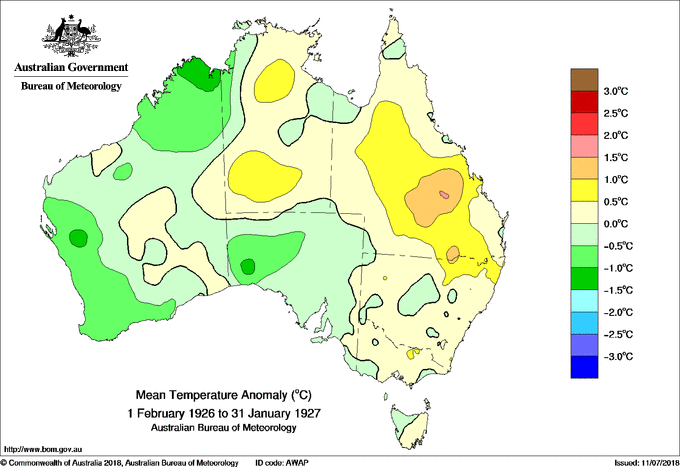 Australian Government
Bureau of Meteorology
3.0°C
2.5°C
2.0°C
1.5°C
1.0°C
0.5°C
0.0°C
−0.5°C
−1.0°C
−1.5°C
−2.0°C
−2.5°C
−3.0°C
Mean Temperature Anomaly (°C)
1 February 1926 to 31 January 1927
Australian Bureau of Meteorology
http://www.bom.gov.au
© Commonwealth of Australia 2018, Australian Bureau of Meteorology ID code: AWAP Issued: 11/07/2018